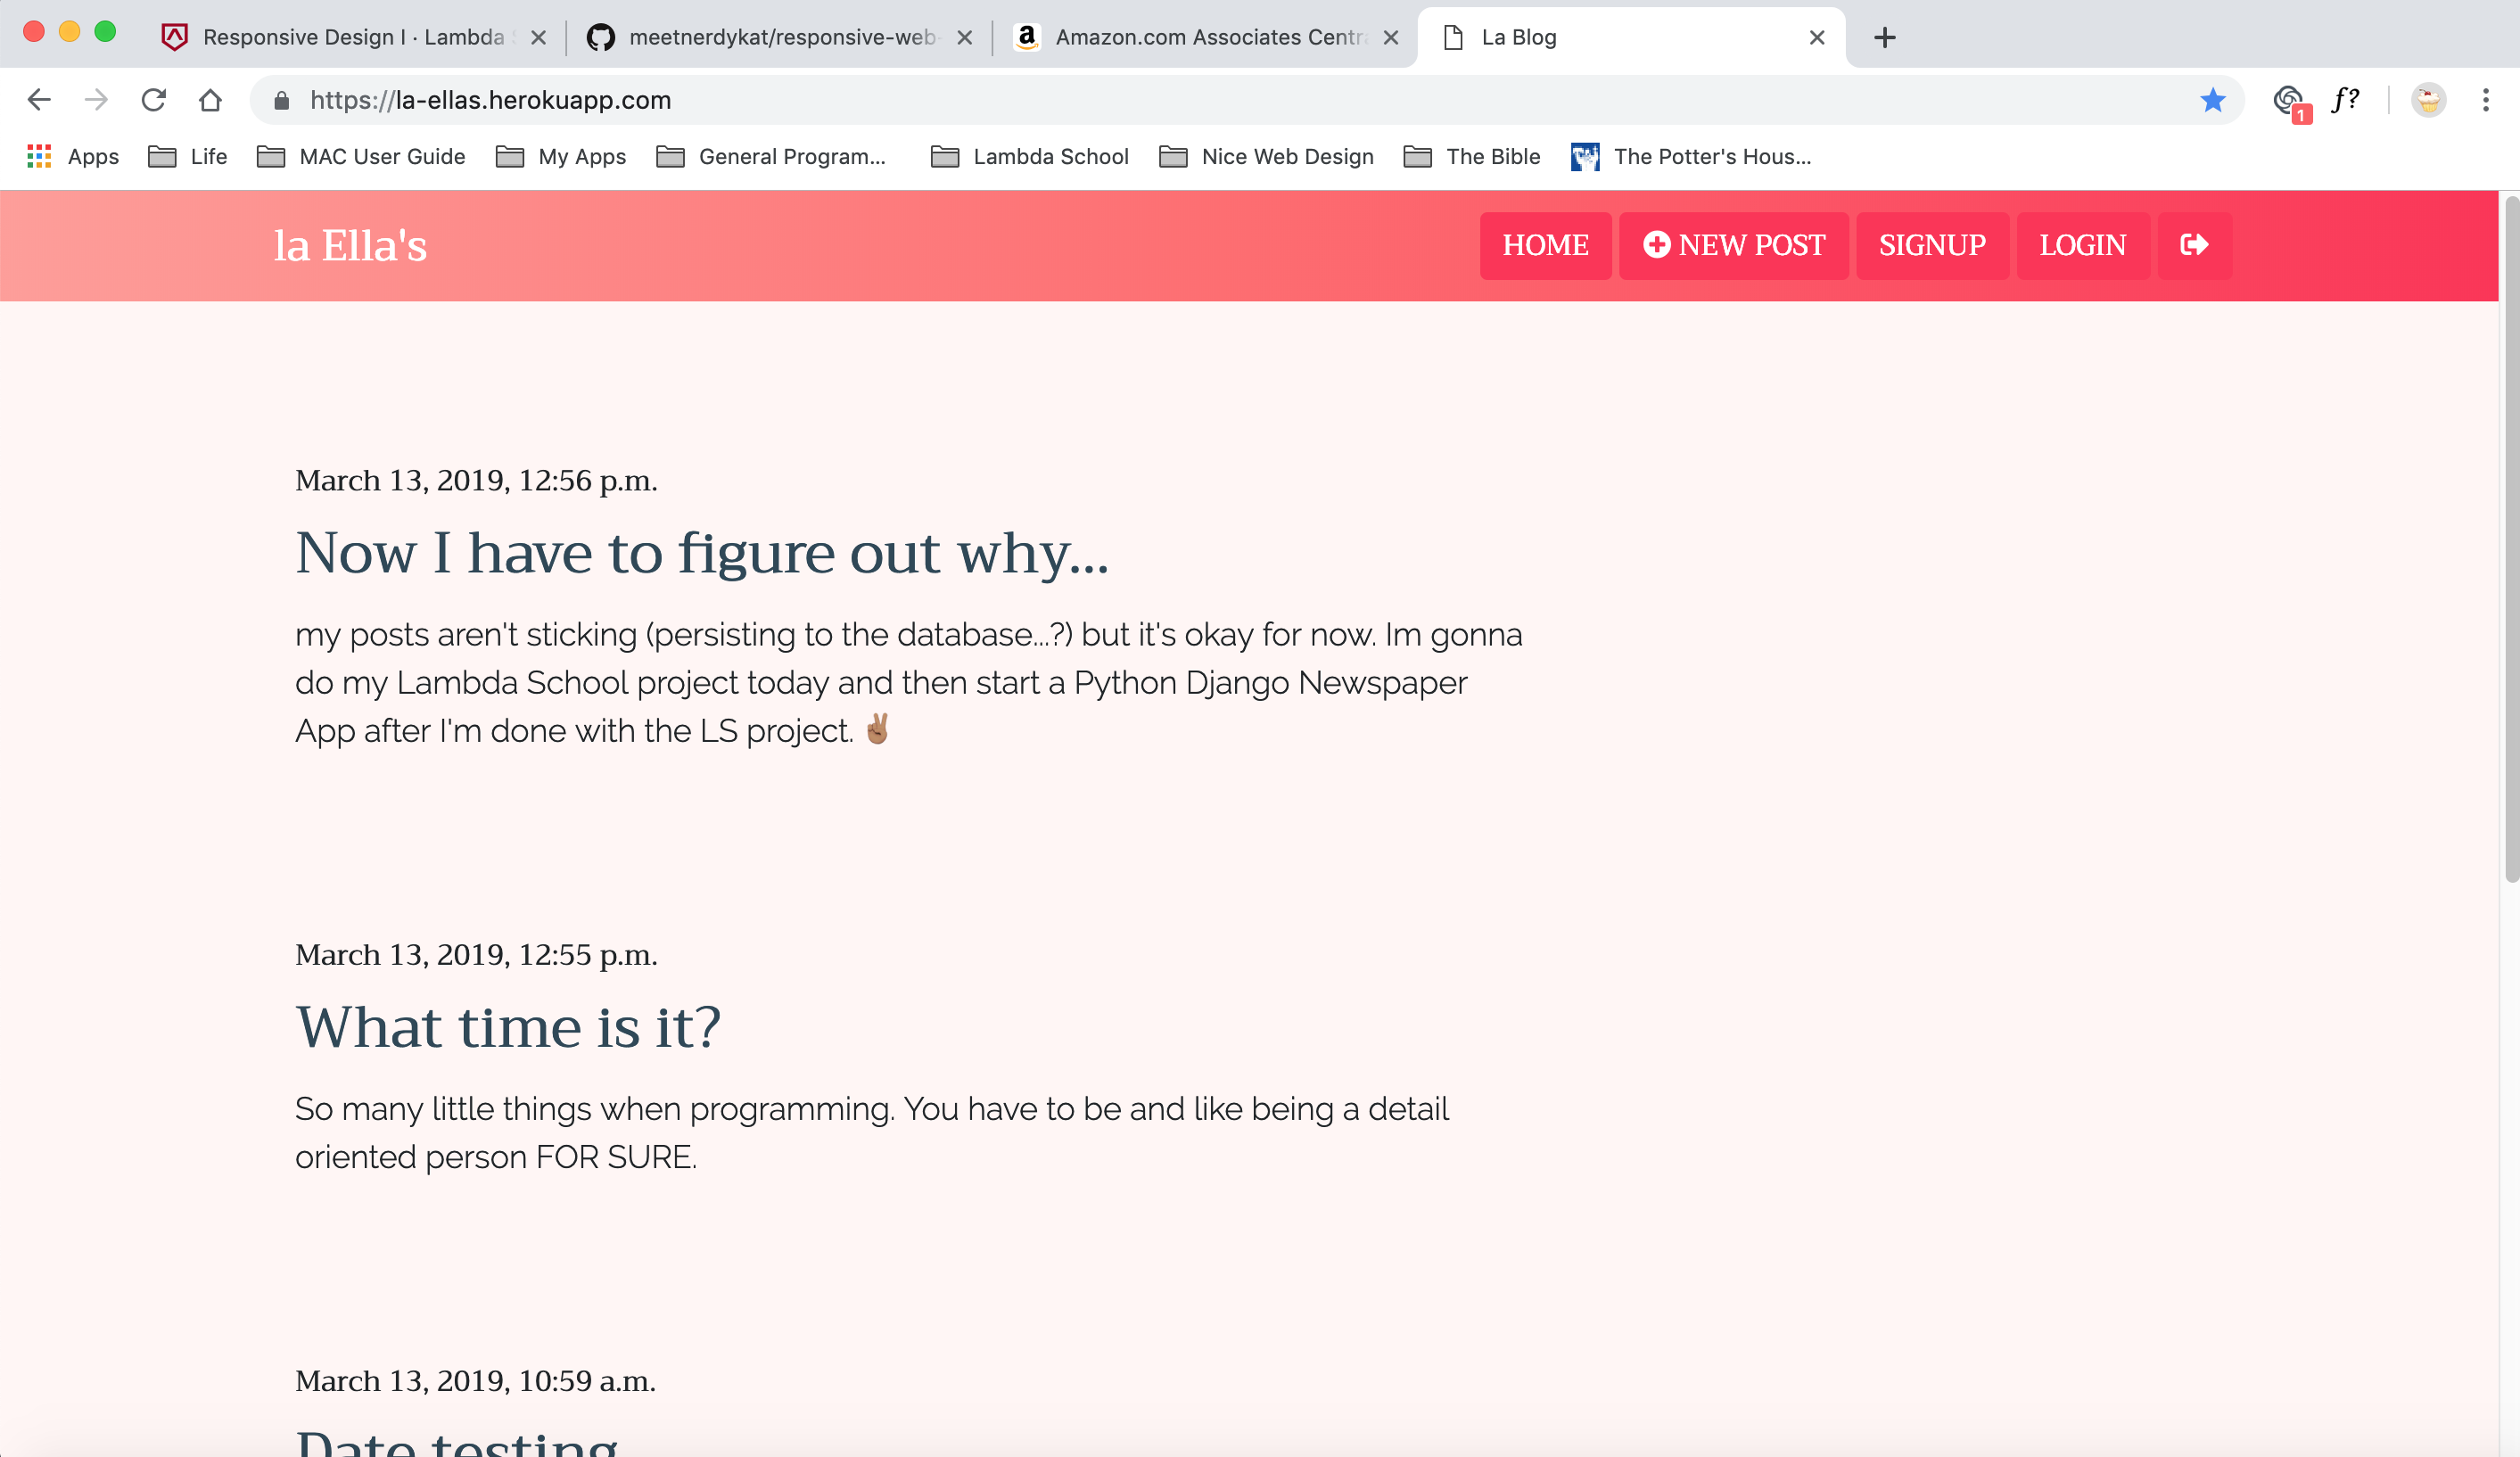 Responsive Design I · Lambda
meetnerdykat/responsive-web-
Amazon.com Associates Centr
La Blog
https://la-ellas.herokuapp.com
f?
1
Apps
Life
MAC User Guide
My Apps
General Program...
Lambda School
Nice Web Design
The Bible
The Potter's Hous...
la Ella's
HOME
NEW POST
SIGNUP
LOGIN
March 13, 2019, 12:56 p.m.
Now I have to figure out why...
my posts aren't sticking (persisting to the database...?) but it's okay for now. Im gonna
do my Lambda School project today and then start a Python Django Newspaper
App after I'm done with the LS project. ✌🏽
March 13, 2019, 12:55 p.m.
What time is it?
So many little things when programming. You have to be and like being a detail
oriented person FOR SURE.
March 13, 2019, 10:59 a.m.
Date testing